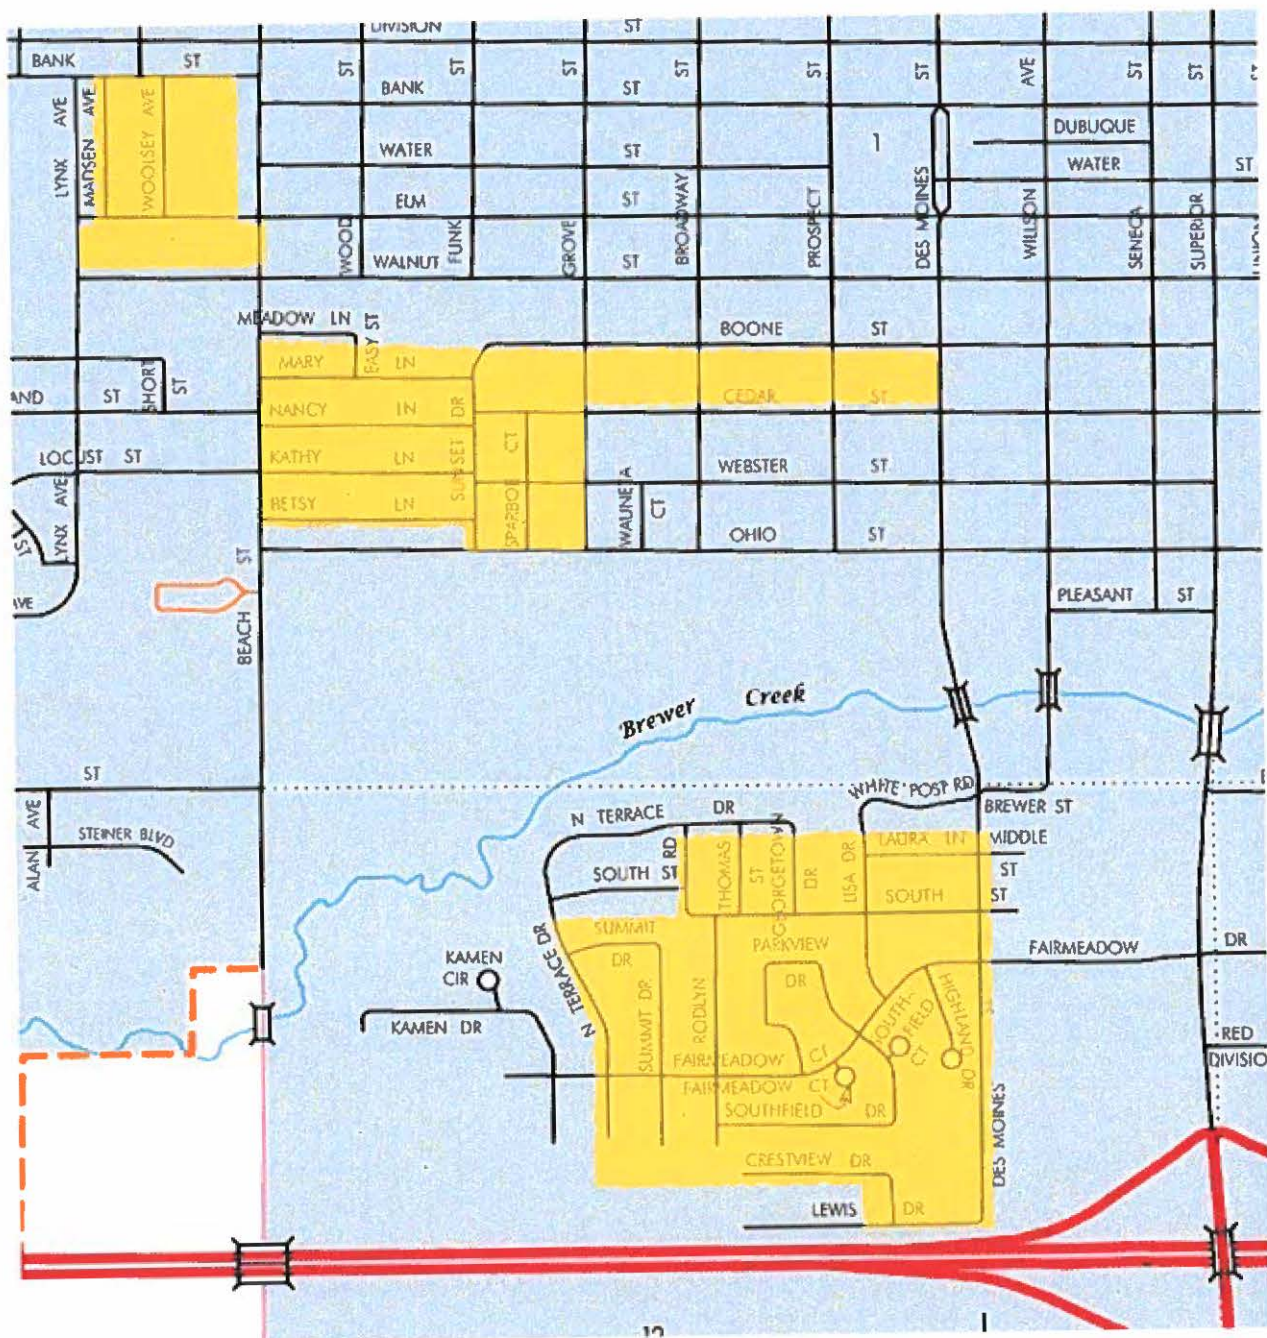 DIVISION ST
BANK ST
ST
ST
ST
ST
ST
ST
AVE
ST
ST
BANK ST
LYNX AVE
MADSEN AVE
WOOLSEY AVE
WATER ST
1
DUBUQUE
WATER ST
ELM ST
WALNUT ST
WOOD
FUNK
GROVE
BROADWAY
PROSPECT
DES MOINES
WILLSON
SENECA
SUPERIOR
UNION
MEADOW LN
EASY ST
BOONE ST
MARY LN
AND ST
SHORT ST
CEDAR ST
NANCY LN
SUNSET DR
LOCUST ST
KATHY LN
SPARBOE CT
WEBSTER ST
LYNX AVE
BETSY LN
WAUNETA CT
OHIO ST
ST
AVE
BEACH ST
PLEASANT ST
Brewer Creek
ST
WHITE POST RD
BREWER ST
ALAN AVE
STEINER BLVD
N TERRACE DR
LAURA LN
MIDDLE ST
SOUTH ST
RD
THOMAS ST
GEORGETOWN DR
LISA DR
SOUTH ST
N TERRACE DR
SUMMIT DR
PARKVIEW DR
FAIRMEADOW DR
KAMEN CIR
KAMEN DR
SUMMIT DR
RODLYN
SOUTHFIELD CT
HIGHLAND DR
RED
DIVISIO
FAIRMEADOW CT
FAIRMEADOW CT
SOUTHFIELD DR
DES MOINES
CRESTVIEW DR
LEWIS DR
12